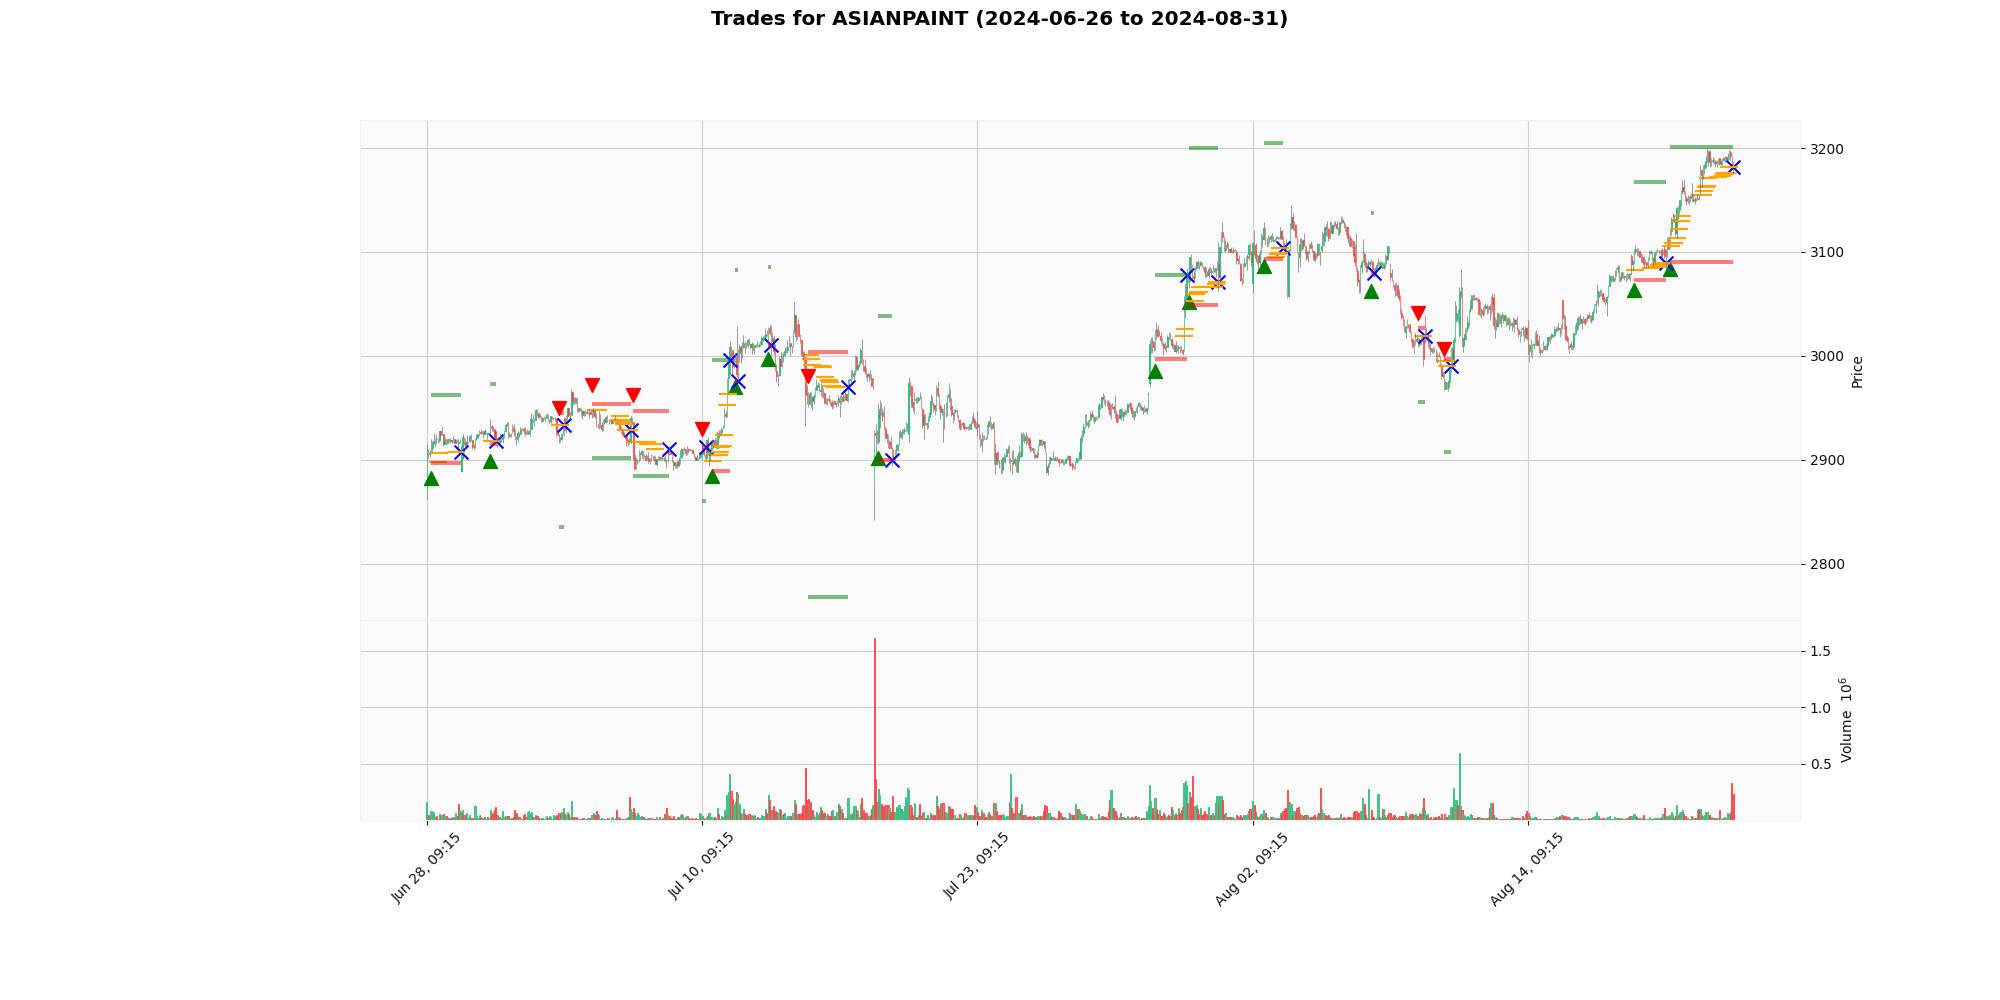 Trades for ASIANPAINT (2024-06-26 to 2024-08-31)
3200
3100
3000
2900
2800
Price
1.5
1.0
0.5
Volume 10^6
Jun 28, 09:15
Jul 10, 09:15
Jul 23, 09:15
Aug 02, 09:15
Aug 14, 09:15